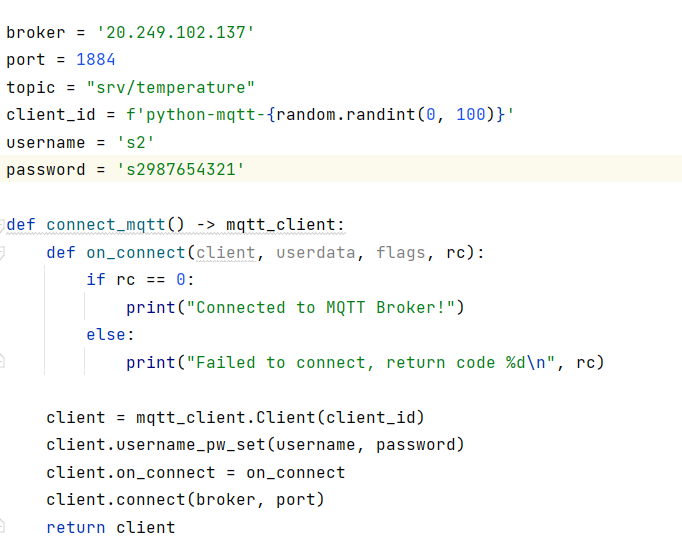 broker = '20.249.102.137'
port = 1884
topic = "srv/temperature"
client_id = f'python-mqtt-{random.randint(0, 100)}'
username = 's2'
password = 's2987654321'
def connect_mqtt() -> mqtt_client:
    def on_connect(client, userdata, flags, rc):
        if rc == 0:
            print("Connected to MQTT Broker!")
        else:
            print("Failed to connect, return code %d\n", rc)
    client = mqtt_client.Client(client_id)
    client.username_pw_set(username, password)
    client.on_connect = on_connect
    client.connect(broker, port)
    return client